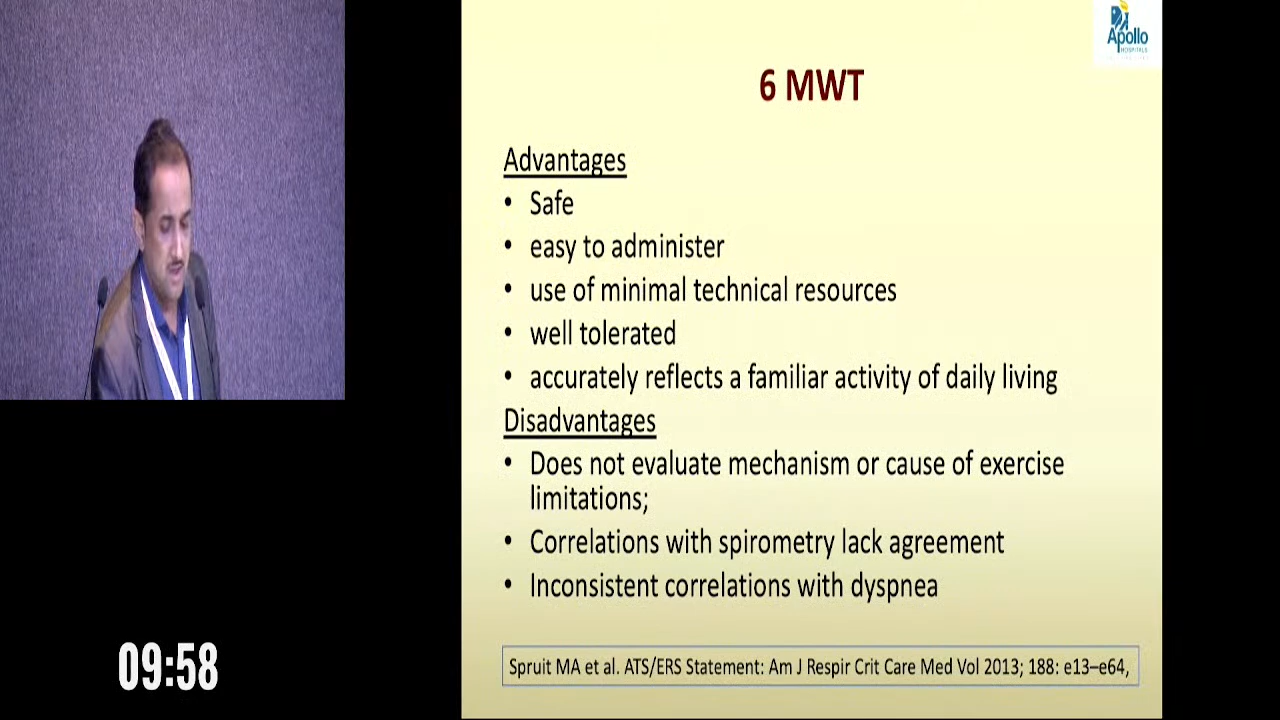 Apollo
HOSPITALS
6 MWT
Advantages
• Safe
• easy to administer
• use of minimal technical resources
• well tolerated
• accurately reflects a familiar activity of daily living
Disadvantages
• Does not evaluate mechanism or cause of exercise
limitations;
• Correlations with spirometry lack agreement
• Inconsistent correlations with dyspnea
Spruit MA et al. ATS/ERS Statement: Am J Respir Crit Care Med Vol 2013; 188: e13–e64,
09:58